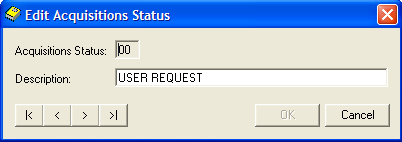 Edit Acquisitions Status
Acquisitions Status: 00
Description: USER REQUEST
|< < > >| OK Cancel